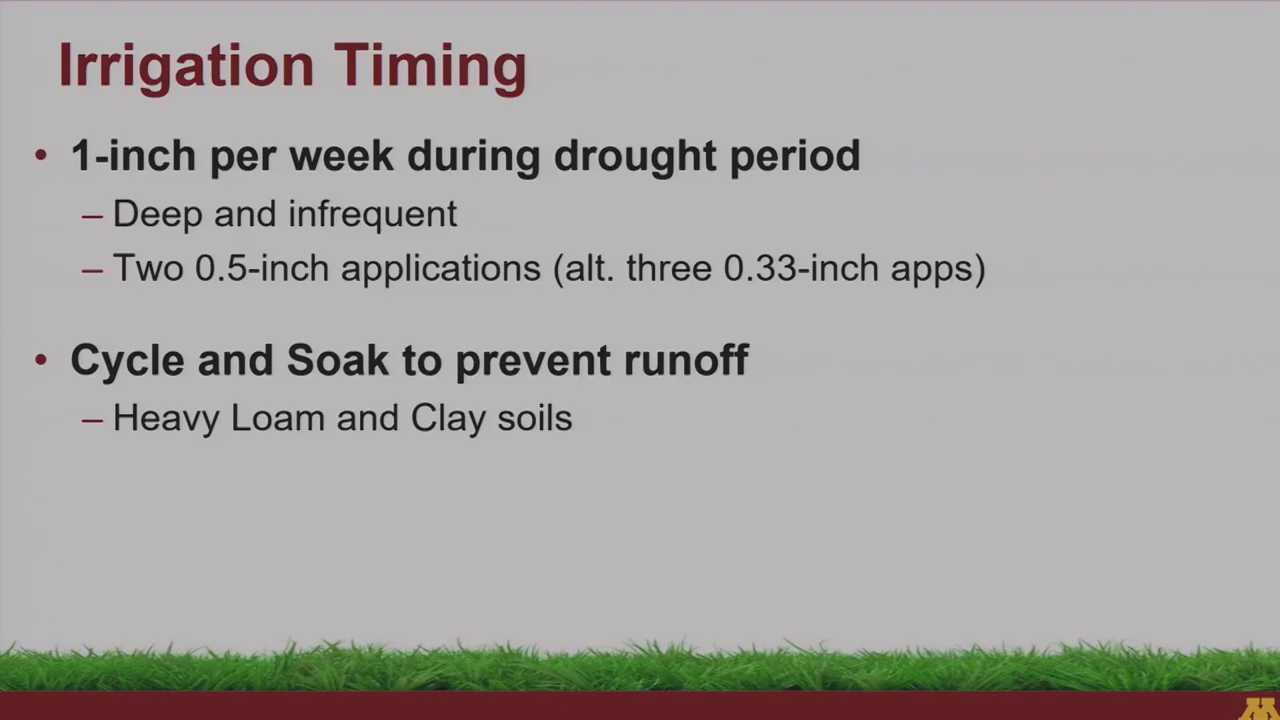 Irrigation Timing
• 1-inch per week during drought period
– Deep and infrequent
– Two 0.5-inch applications (alt. three 0.33-inch apps)
• Cycle and Soak to prevent runoff
– Heavy Loam and Clay soils